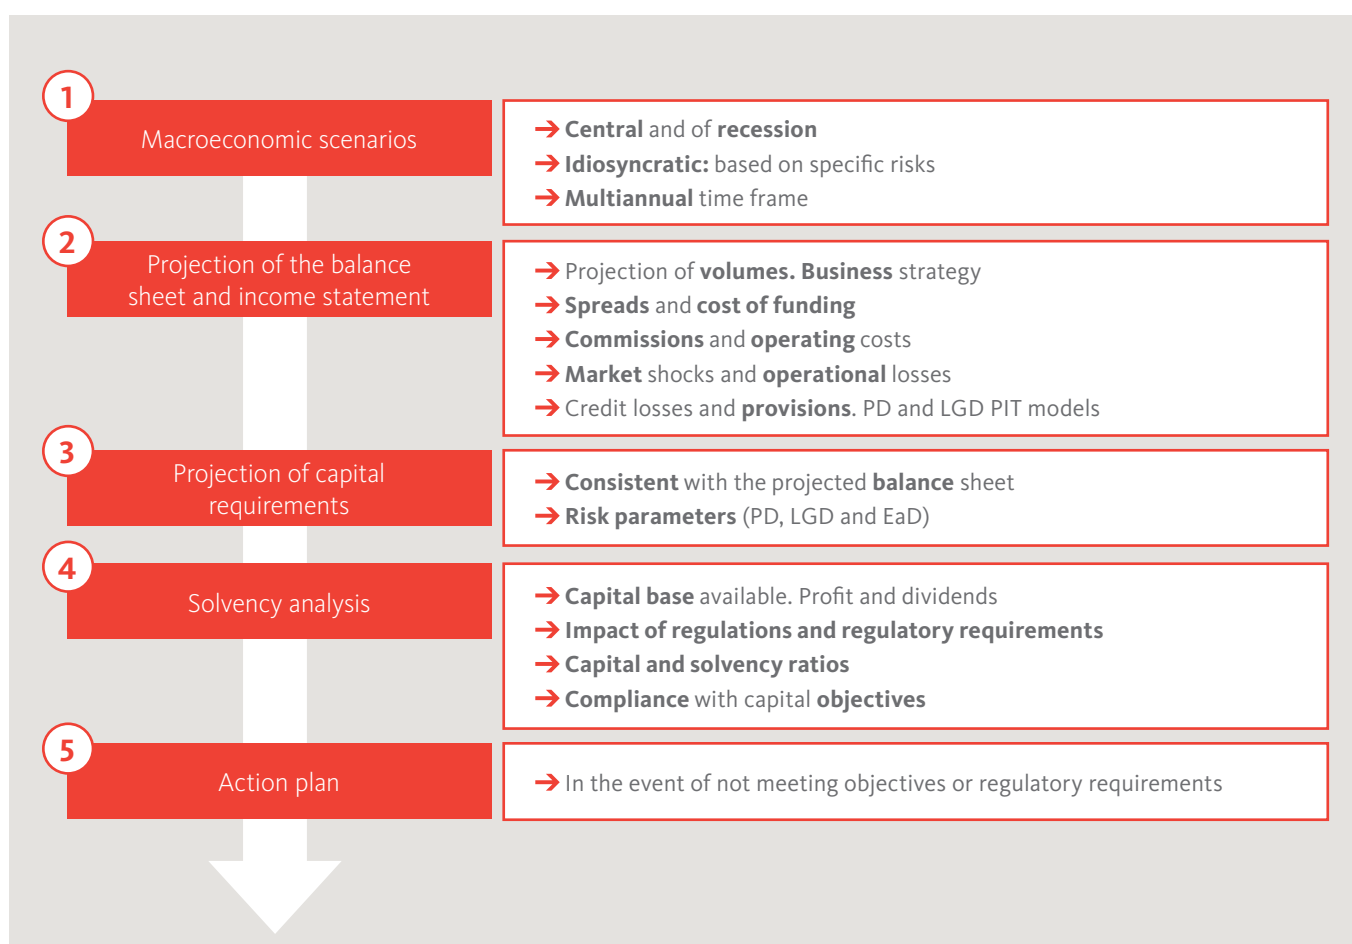 1
Macroeconomic scenarios
→ Central and of recession
→ Idiosyncratic: based on specific risks
→ Multiannual time frame
2
Projection of the balance
sheet and income statement
→ Projection of volumes. Business strategy
→ Spreads and cost of funding
→ Commissions and operating costs
→ Market shocks and operational losses
→ Credit losses and provisions. PD and LGD PIT models
3
Projection of capital
requirements
→ Consistent with the projected balance sheet
→ Risk parameters (PD, LGD and EaD)
4
Solvency analysis
→ Capital base available. Profit and dividends
→ Impact of regulations and regulatory requirements
→ Capital and solvency ratios
→ Compliance with capital objectives
5
Action plan
→ In the event of not meeting objectives or regulatory requirements